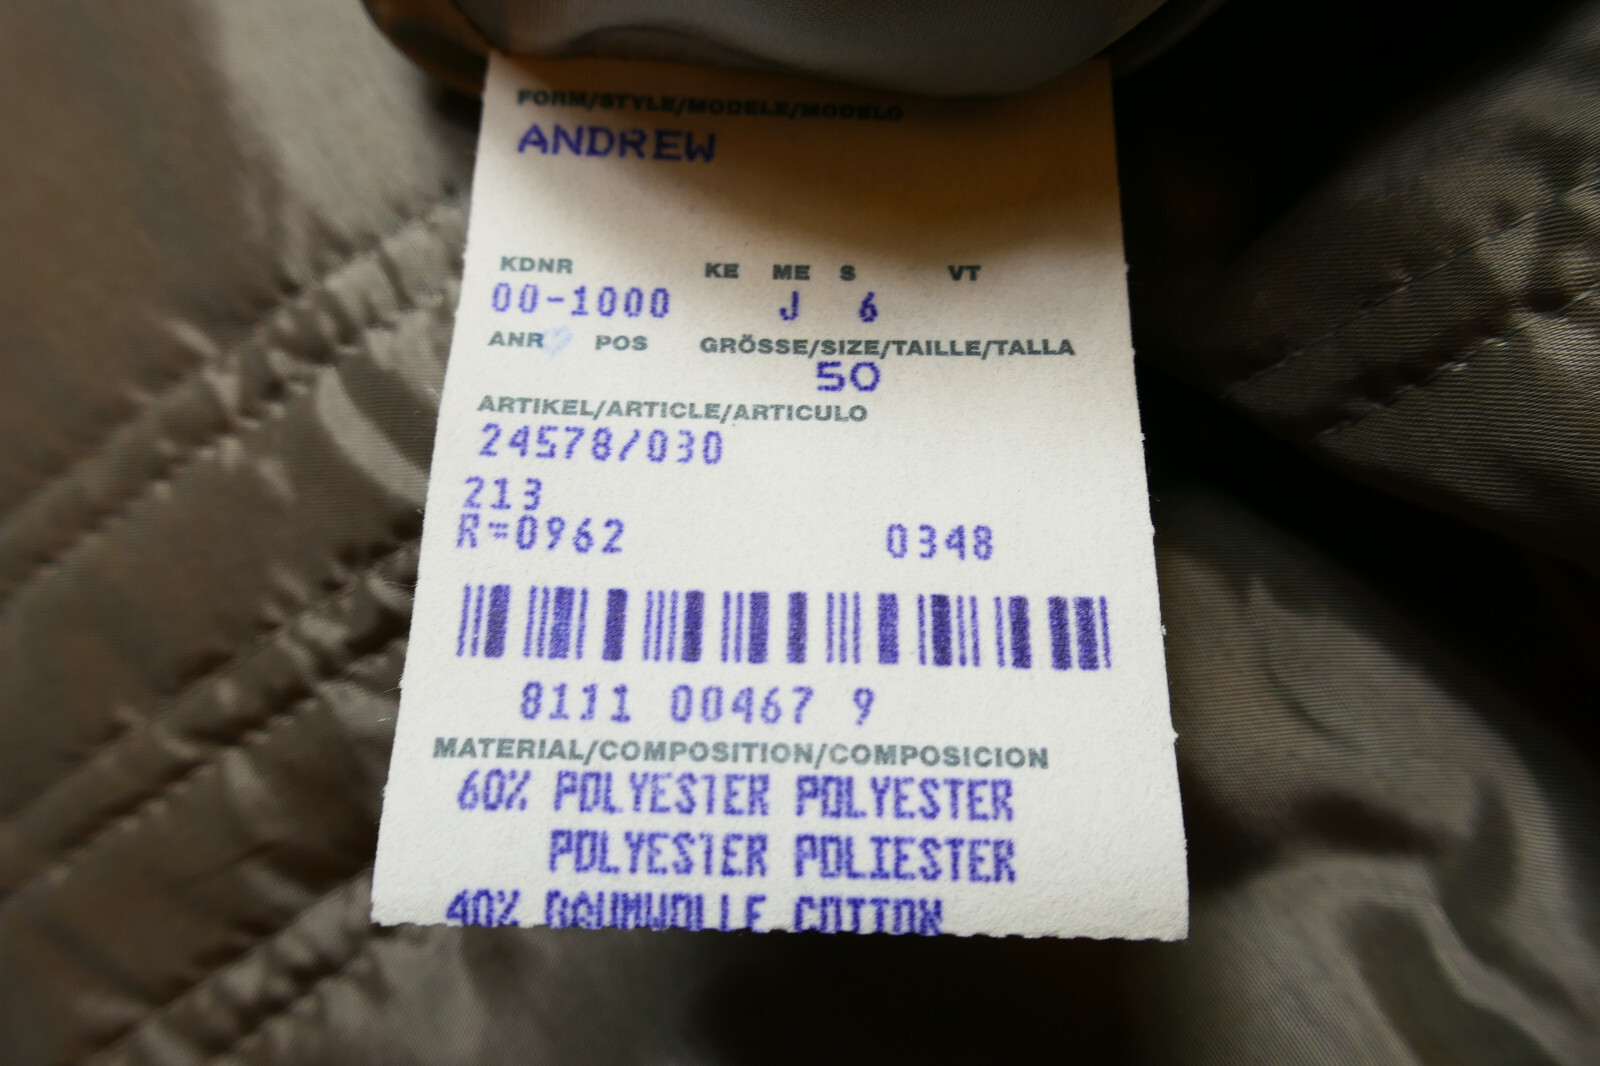 FORM/STYLE/MODELE/MODELO
ANDREW
KDNR KE ME S VT
00-1000 J 6
ANR POS GRÖSSE/SIZE/TAILLE/TALLA
50
ARTIKEL/ARTICLE/ARTICULO
24578/030
213
R=0962 0348
8111 00467 9
MATERIAL/COMPOSITION/COMPOSICION
60% POLYESTER POLYESTER
POLYESTER POLIESTER
40% BAUMWOLLE COTTON